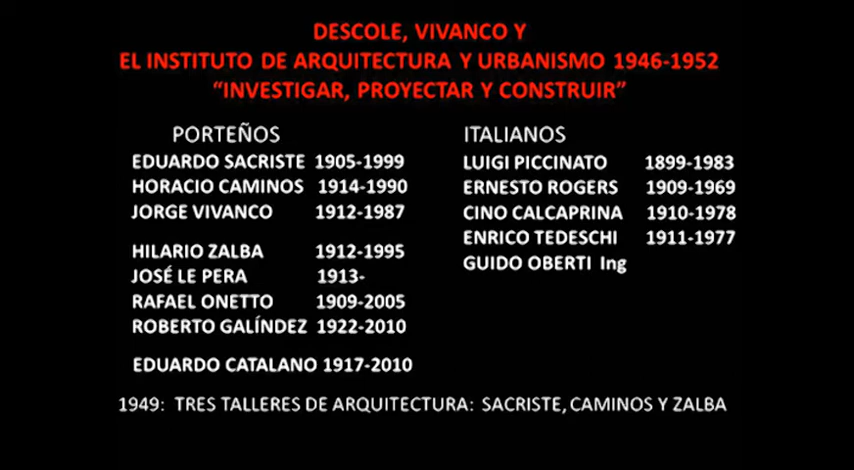 DESCOLE, VIVANCO Y
EL INSTITUTO DE ARQUITECTURA Y URBANISMO 1946-1952
“INVESTIGAR, PROYECTAR Y CONSTRUIR”
PORTEÑOS
EDUARDO SACRISTE 1905-1999
HORACIO CAMINOS 1914-1990
JORGE VIVANCO 1912-1987
HILARIO ZALBA 1912-1995
JOSÉ LE PERA 1913-
RAFAEL ONETTO 1909-2005
ROBERTO GALÍNDEZ 1922-2010
EDUARDO CATALANO 1917-2010
ITALIANOS
LUIGI PICCINATO 1899-1983
ERNESTO ROGERS 1909-1969
CINO CALCAPRINA 1910-1978
ENRICO TEDESCHI 1911-1977
GUIDO OBERTI Ing
1949: TRES TALLERES DE ARQUITECTURA: SACRISTE, CAMINOS Y ZALBA